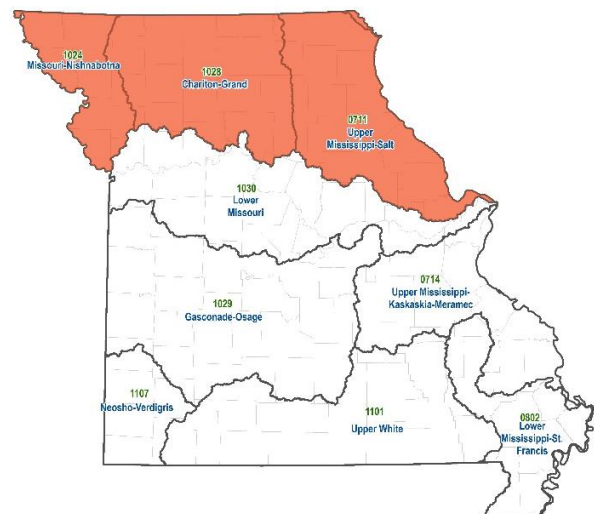 1024
Missouri-Nishnabotna
1028
Chariton-Grand
0711
Upper
Mississippi-Salt
1030
Lower
Missouri
0714
Upper Mississippi-
Kaskaskia-Meramec
1029
Gasconade-Osage
1107
Neosho-Verdigris
1101
Upper White
0802
Lower
Mississippi-St.
Francis